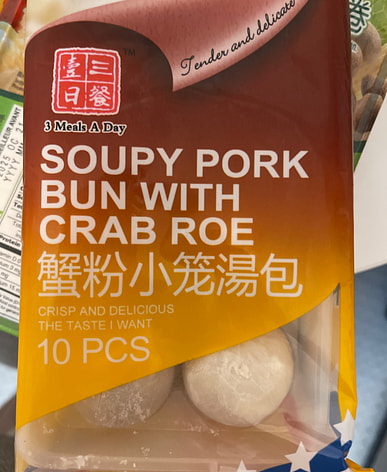 Tender and delicate
壹日三餐
TM
3 Meals A Day
SOUPY PORK
BUN WITH
CRAB ROE
蟹粉小笼湯包
CRISP AND DELICIOUS
THE TASTE I WANT
10 PCS